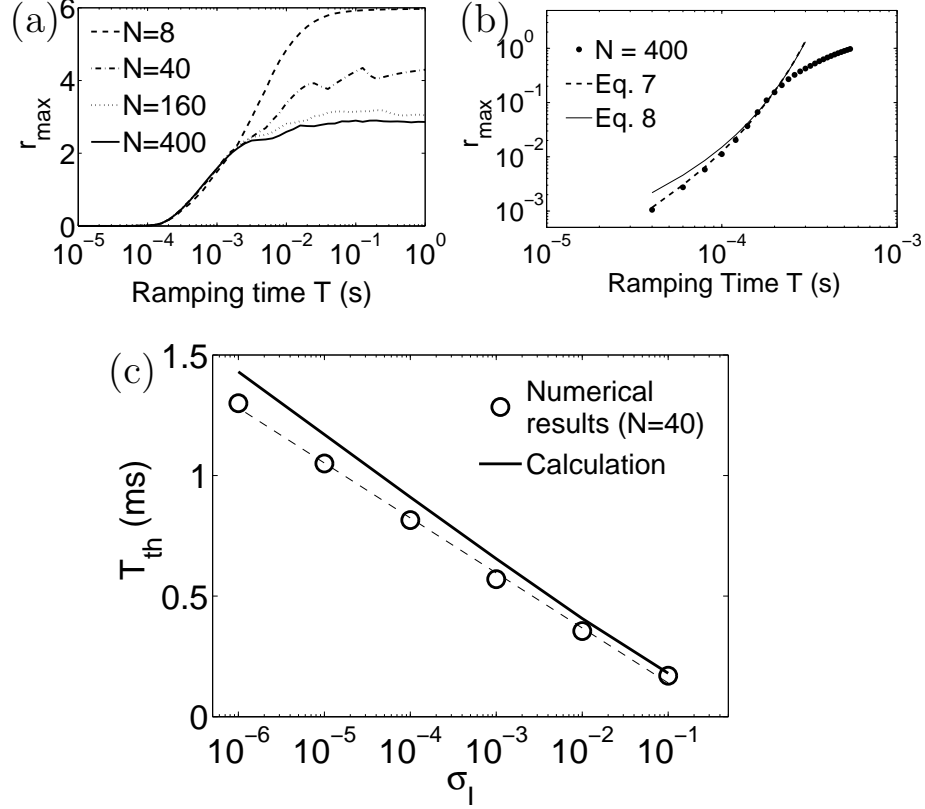 (a)
6
4
2
0
r_max
N=8
N=40
N=160
N=400
10^-5 10^-4 10^-3 10^-2 10^-1 10^0
Ramping time T (s)
(b)
10^0
10^-1
10^-2
10^-3
r_max
N = 400
Eq. 7
Eq. 8
10^-5 10^-4 10^-3
Ramping Time T (s)
(c)
1.5
1
0.5
0
T_th (ms)
Numerical
results (N=40)
Calculation
10^-6 10^-5 10^-4 10^-3 10^-2 10^-1
σ_I